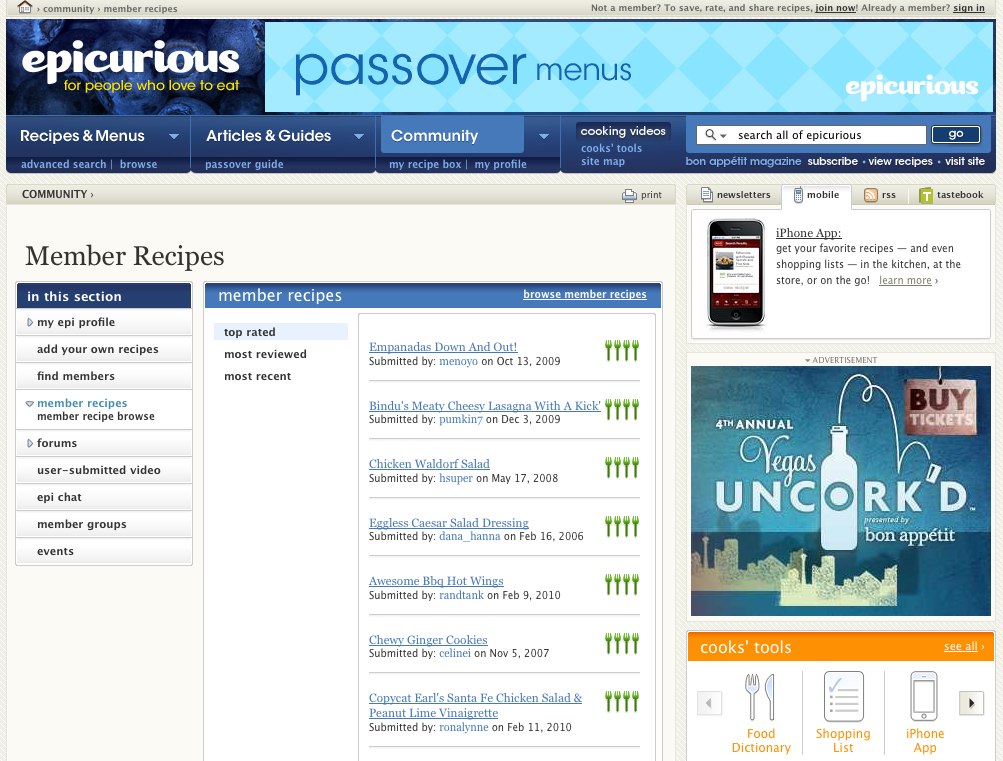 › community › member recipes
Not a member? To save, rate, and share recipes, join now! Already a member? sign in
epicurious
for people who love to eat
passover menus
epicurious
Recipes & Menus
Articles & Guides
Community
cooking videos
search all of epicurious
go
advanced search | browse
passover guide
my recipe box | my profile
cooks' tools
site map
bon appétit magazine subscribe • view recipes • visit site
COMMUNITY ›
print
newsletters
mobile
rss
tastebook
iPhone App:
get your favorite recipes — and even
shopping lists — in the kitchen, at the
store, or on the go! learn more ›
Member Recipes
in this section
my epi profile
add your own recipes
find members
member recipes
member recipe browse
forums
user-submitted video
epi chat
member groups
events
member recipes
browse member recipes
top rated
most reviewed
most recent
Empanadas Down And Out!
Submitted by: menoyo on Oct 13, 2009
Bindu's Meaty Cheesy Lasagna With A Kick'
Submitted by: pumkin7 on Dec 3, 2009
Chicken Waldorf Salad
Submitted by: hsuper on May 17, 2008
Eggless Caesar Salad Dressing
Submitted by: dana_hanna on Feb 16, 2006
Awesome Bbq Hot Wings
Submitted by: randtank on Feb 9, 2010
Chewy Ginger Cookies
Submitted by: celinei on Nov 5, 2007
Copycat Earl's Santa Fe Chicken Salad &
Peanut Lime Vinaigrette
Submitted by: ronalynne on Feb 11, 2010
ADVERTISEMENT
BUY
TICKETS
4TH ANNUAL
Vegas
UNCORK'D™
presented by
bon appétit
cooks' tools
see all ›
Food
Dictionary
Shopping
List
iPhone
App